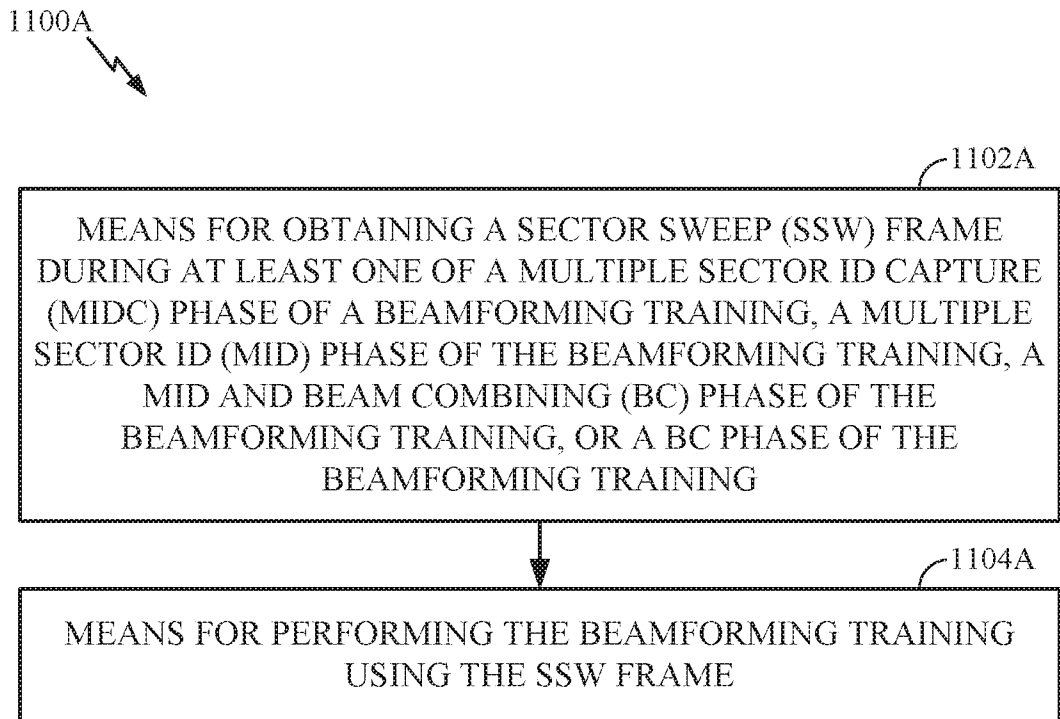 1100A
1102A
MEANS FOR OBTAINING A SECTOR SWEEP (SSW) FRAME
DURING AT LEAST ONE OF A MULTIPLE SECTOR ID CAPTURE
(MIDC) PHASE OF A BEAMFORMING TRAINING, A MULTIPLE
SECTOR ID (MID) PHASE OF THE BEAMFORMING TRAINING, A
MID AND BEAM COMBINING (BC) PHASE OF THE
BEAMFORMING TRAINING, OR A BC PHASE OF THE
BEAMFORMING TRAINING
1104A
MEANS FOR PERFORMING THE BEAMFORMING TRAINING
USING THE SSW FRAME